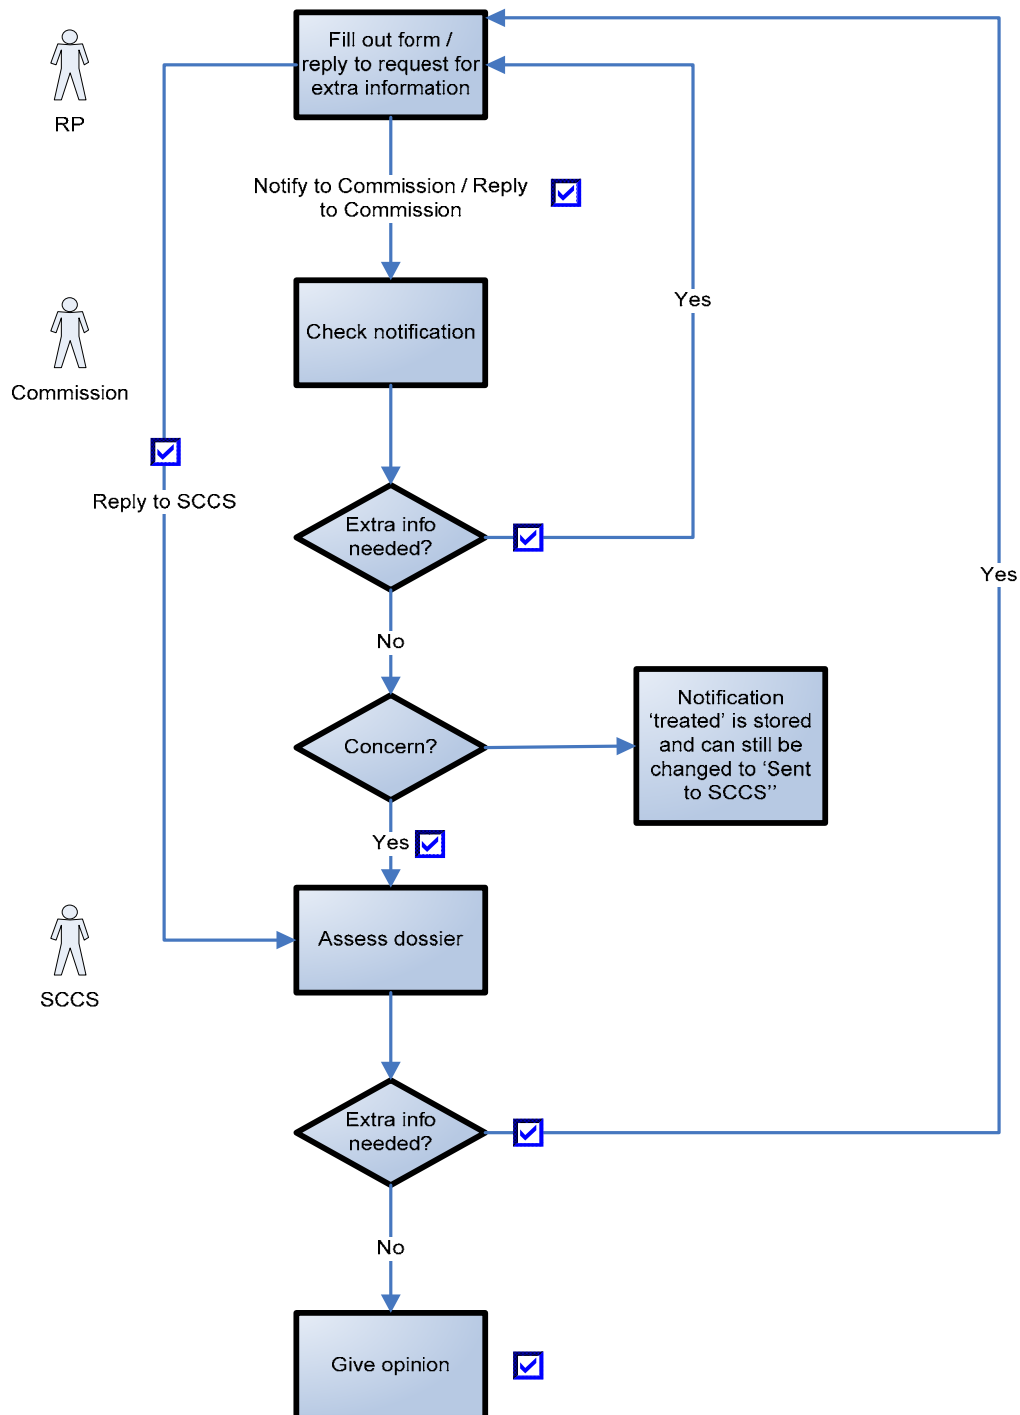 Fill out form /
reply to request for
extra information
RP
Notify to Commission / Reply
to Commission
Yes
Check notification
Commission
Reply to SCCS
Extra info
needed?
Yes
No
Notification
‘treated’ is stored
and can still be
changed to ‘Sent
to SCCS’’
Concern?
Yes
Assess dossier
SCCS
Extra info
needed?
No
Give opinion